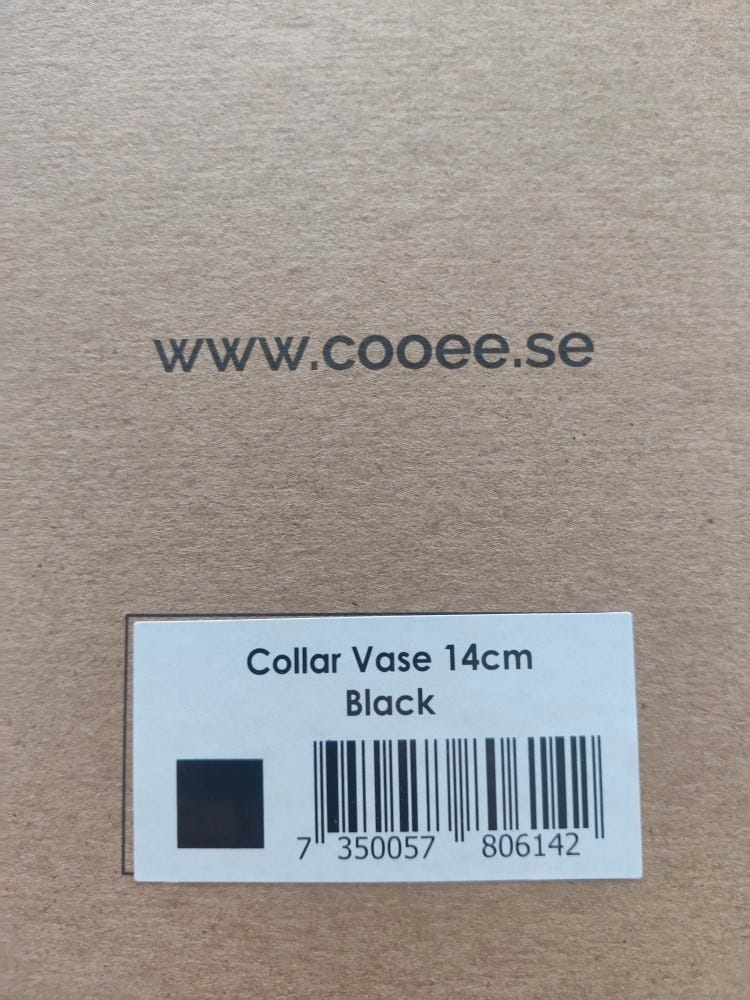 www.cooee.se
Collar Vase 14cm
Black
7 350057 806142